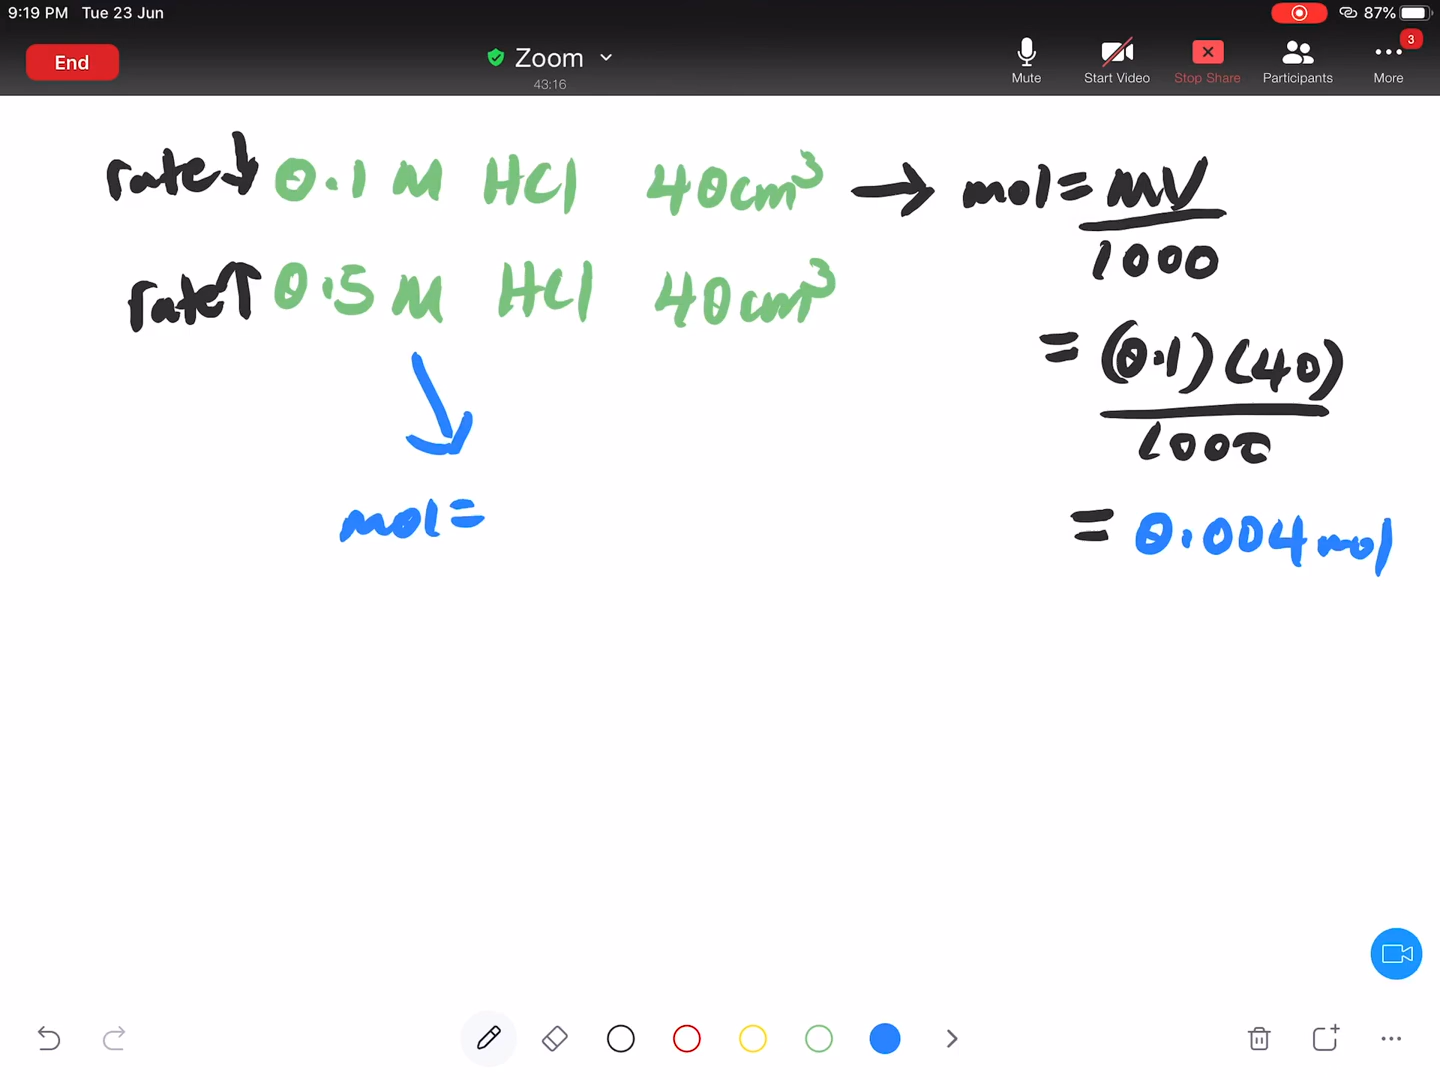 9:19 PM Tue 23 Jun
87%
End
Zoom
43:16
Mute
Start Video
Stop Share
Participants
3
More
rate↓ 0.1 M HCl 40cm³ → mol = MV
1000
rate↑ 0.5 M HCl 40cm³
= (0.1)(40)
1000
mol =
= 0.004 mol